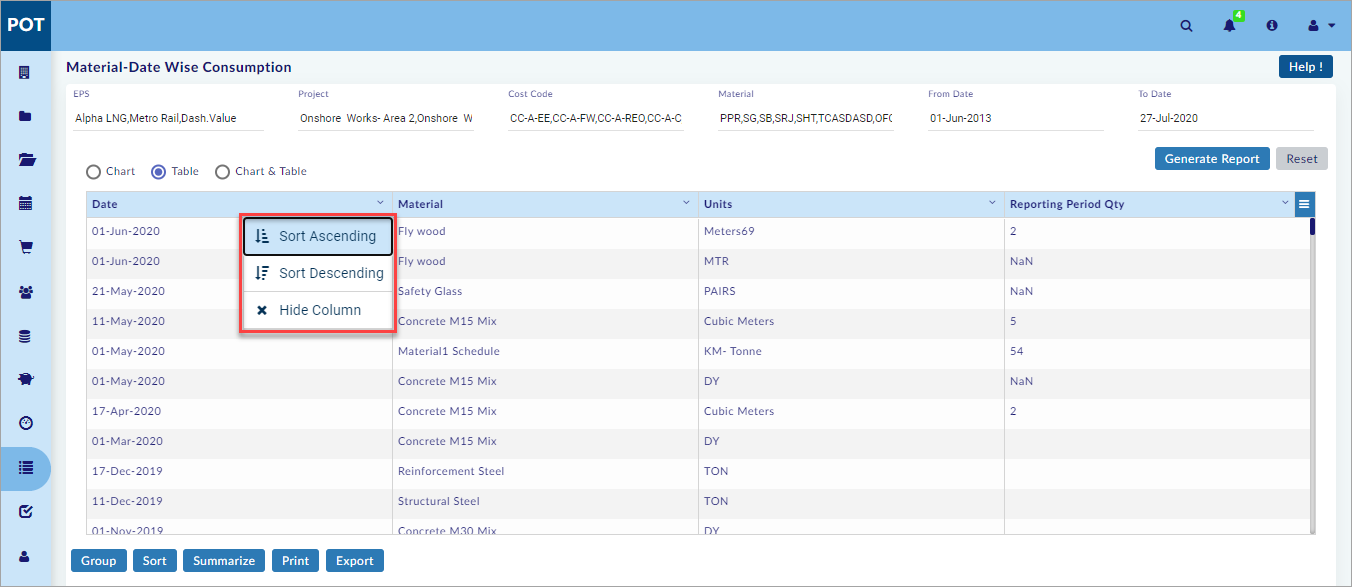 POT
4
Material-Date Wise Consumption
Help !
EPS Project Cost Code Material From Date To Date
Alpha LNG,Metro Rail,Dash.Value Onshore Works- Area 2,Onshore W CC-A-EE,CC-A-FW,CC-A-REO,CC-A-C PPR,SG,SB,SRJ,SHT,TCASDASD,OFC 01-Jun-2013 27-Jul-2020
Generate Report Reset
Chart Table Chart & Table
Date Material Units Reporting Period Qty
01-Jun-2020 Fly wood Meters69 2
Sort Ascending
01-Jun-2020 Fly wood MTR NaN
Sort Descending
21-May-2020 Safety Glass PAIRS NaN
Hide Column
11-May-2020 Concrete M15 Mix Cubic Meters 5
01-May-2020 Material1 Schedule KM- Tonne 54
01-May-2020 Concrete M15 Mix DY NaN
17-Apr-2020 Concrete M15 Mix Cubic Meters 2
01-Mar-2020 Concrete M15 Mix DY
17-Dec-2019 Reinforcement Steel TON
11-Dec-2019 Structural Steel TON
01-Nov-2019 Concrete M30 Mix DY
Group Sort Summarize Print Export